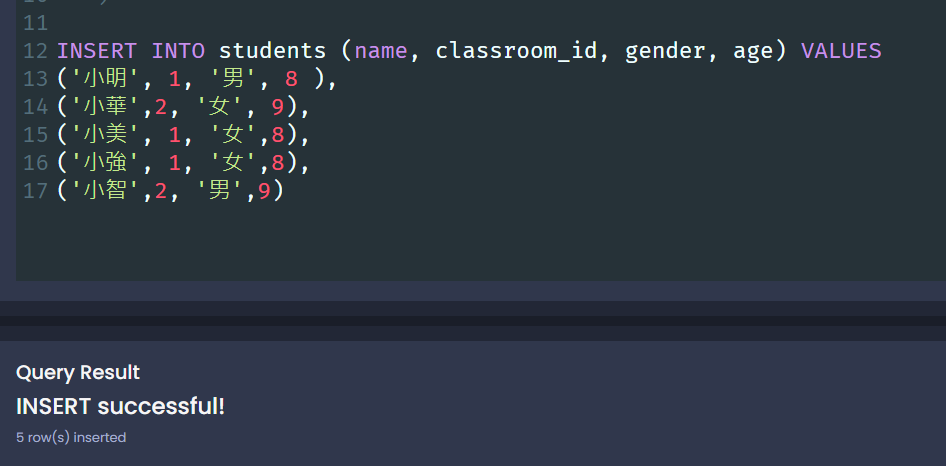 11
12 INSERT INTO students (name, classroom_id, gender, age) VALUES
13 ('小明', 1, '男', 8 ),
14 ('小華',2, '女', 9),
15 ('小美', 1, '女',8),
16 ('小強', 1, '女',8),
17 ('小智',2, '男',9)
Query Result
INSERT successful!
5 row(s) inserted